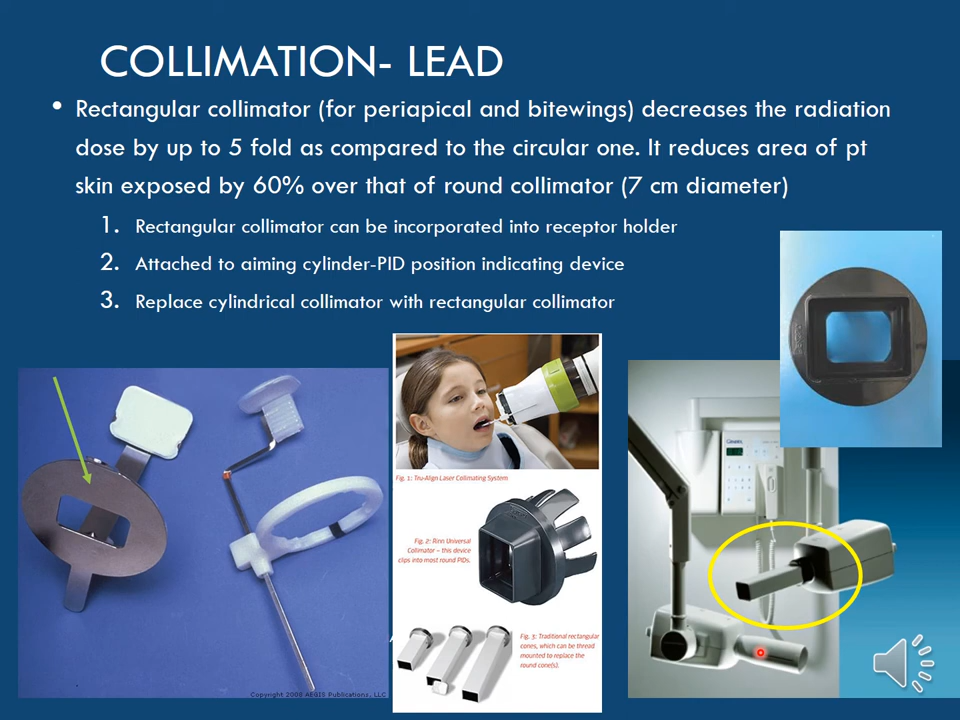 COLLIMATION- LEAD
• Rectangular collimator (for periapical and bitewings) decreases the radiation
dose by up to 5 fold as compared to the circular one. It reduces area of pt
skin exposed by 60% over that of round collimator (7 cm diameter)
1. Rectangular collimator can be incorporated into receptor holder
2. Attached to aiming cylinder-PID position indicating device
3. Replace cylindrical collimator with rectangular collimator
Fig. 1: Tru-Align Laser Collimating System
Fig. 2: Rinn Universal
Collimator – this device
clips into most round PIDs.
Fig. 3: Traditional rectangular
cones, which can be thread
mounted to replace the
round cone(s).
Copyright 2000 AEGIS Publications, LLC